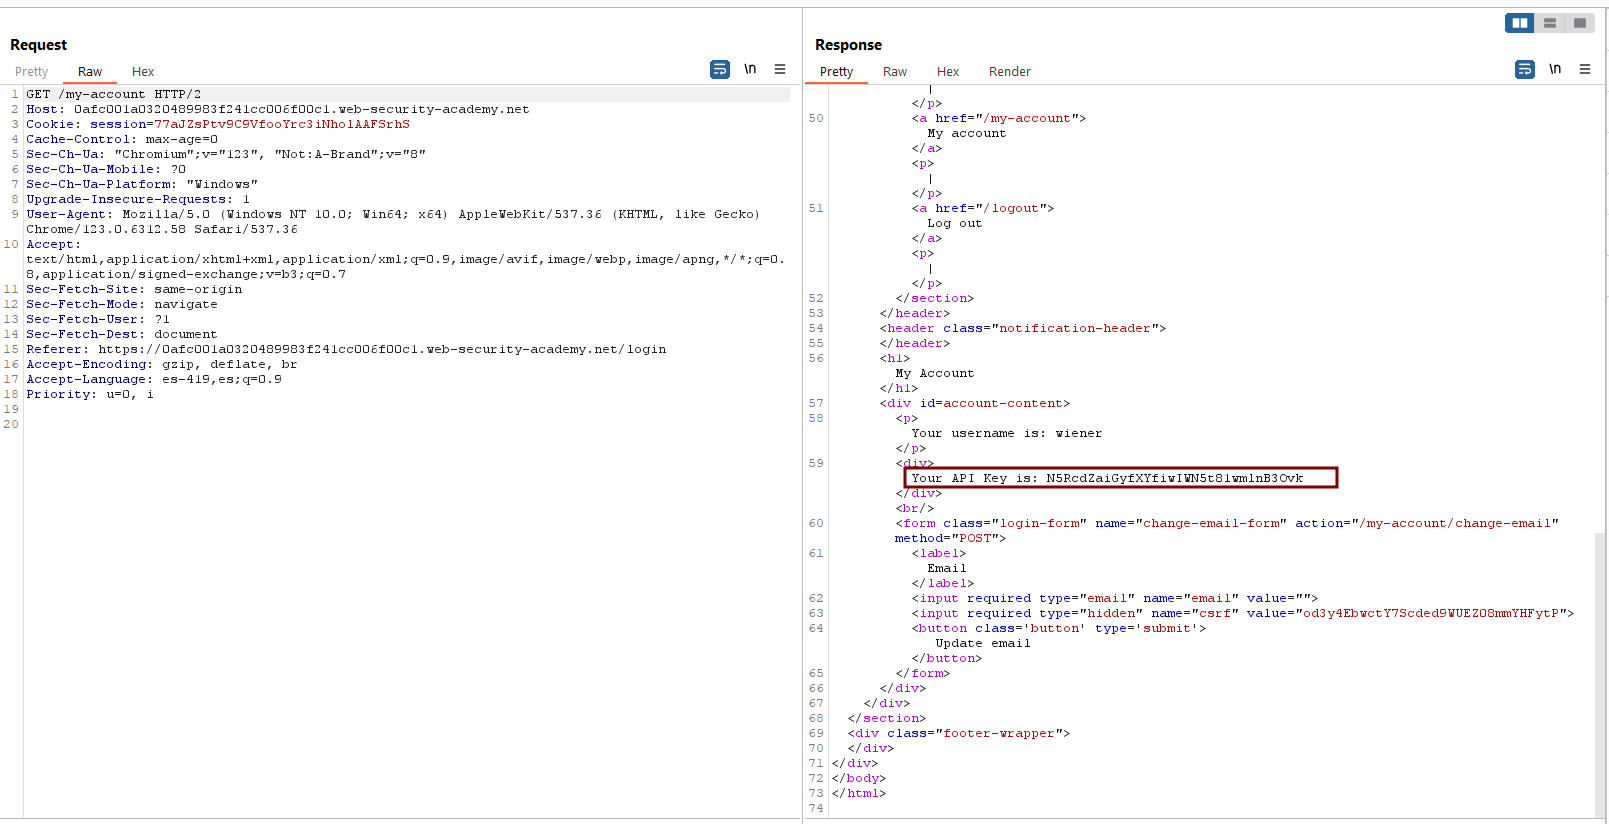 Request
Pretty Raw Hex
\n
1 GET /my-account HTTP/2
2 Host: 0afc001a0320489983f241cc006f00c1.web-security-academy.net
3 Cookie: session=77aJZsPtv9C9VfooYrc3iNholAAFSrhS
4 Cache-Control: max-age=0
5 Sec-Ch-Ua: "Chromium";v="123", "Not:A-Brand";v="8"
6 Sec-Ch-Ua-Mobile: ?0
7 Sec-Ch-Ua-Platform: "Windows"
8 Upgrade-Insecure-Requests: 1
9 User-Agent: Mozilla/5.0 (Windows NT 10.0; Win64; x64) AppleWebKit/537.36 (KHTML, like Gecko)
Chrome/123.0.6312.58 Safari/537.36
10 Accept:
text/html,application/xhtml+xml,application/xml;q=0.9,image/avif,image/webp,image/apng,*/*;q=0.
8,application/signed-exchange;v=b3;q=0.7
11 Sec-Fetch-Site: same-origin
12 Sec-Fetch-Mode: navigate
13 Sec-Fetch-User: ?1
14 Sec-Fetch-Dest: document
15 Referer: https://0afc001a0320489983f241cc006f00c1.web-security-academy.net/login
16 Accept-Encoding: gzip, deflate, br
17 Accept-Language: es-419,es;q=0.9
18 Priority: u=0, i
19
20
Response
Pretty Raw Hex Render
\n
|
</p>
50 <a href="/my-account">
My account
</a>
<p>
|
</p>
51 <a href="/logout">
Log out
</a>
<p>
|
</p>
52 </section>
53 </header>
54 <header class="notification-header">
55 </header>
56 <h1>
My Account
</h1>
57 <div id=account-content>
58 <p>
Your username is: wiener
</p>
59 <div>
Your API Key is: N5RcdZaiGyfXYfiwIWN5t81wmlnB3Ovk
</div>
<br/>
60 <form class="login-form" name="change-email-form" action="/my-account/change-email"
method="POST">
61 <label>
Email
</label>
62 <input required type="email" name="email" value="">
63 <input required type="hidden" name="csrf" value="od3y4EbwctY7Scded9WUEZ08mmYHFytP">
64 <button class='button' type='submit'>
Update email
</button>
65 </form>
66 </div>
67 </div>
68 </section>
69 <div class="footer-wrapper">
70 </div>
71 </div>
72 </body>
73 </html>
74